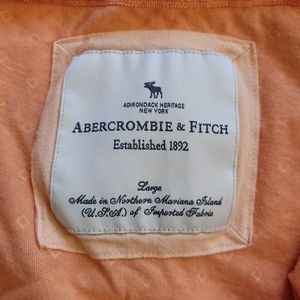 ADIRONDACK HERITAGE
NEW YORK
ABERCROMBIE & FITCH
Established 1892
Large
Made in Northern Mariana Island
(U.S.A.) of Imported Fabric